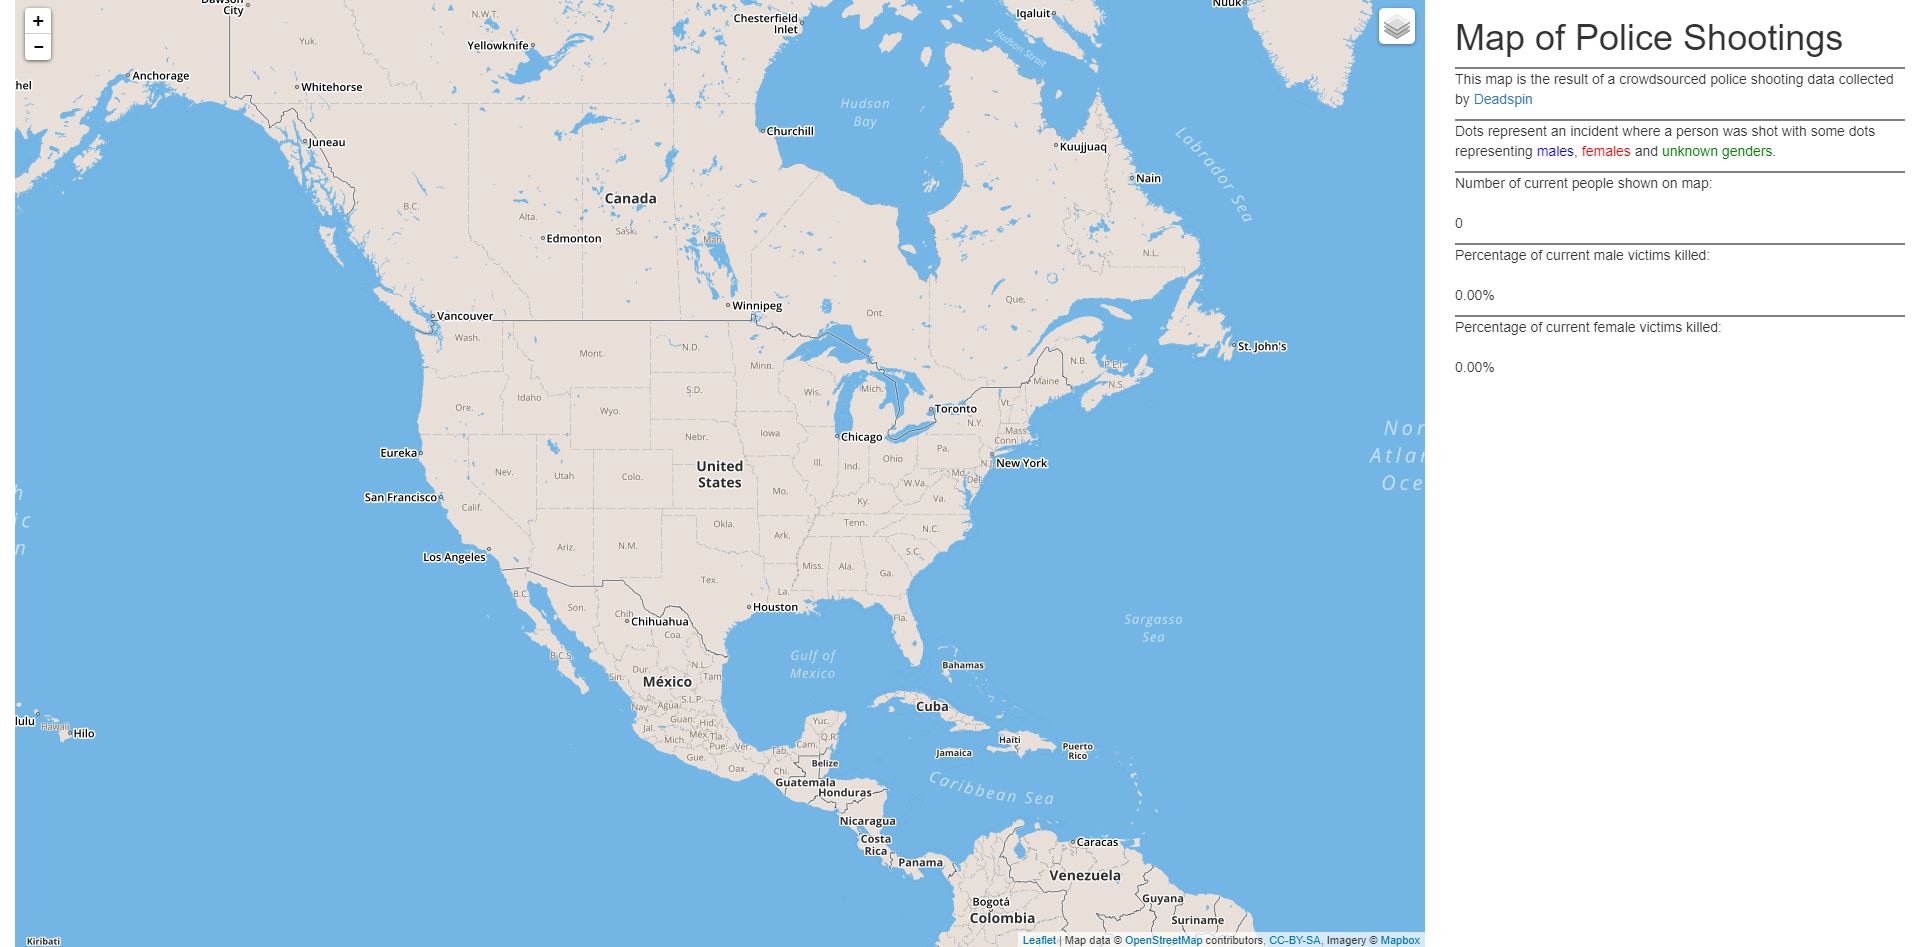 Dawson
City
N.W.T.
Chesterfield
Inlet
Iqaluit
Nuuk
+
−
Yuk.
Yellowknife
Hudson Strait
hel
Anchorage
Whitehorse
Hudson
Bay
Churchill
Juneau
Kuujjuaq
Labrador Sea
Nain
Canada
B.C.
Alta.
Sask.
Man.
Edmonton
N.L.
Winnipeg
Que,
Ont.
Vancouver
Wash.
Mont.
N.D.
Minn.
St. John's
N.B.
P.E.I.
Maine
N.S.
Idaho
S.D.
Wis.
Mich.
Ore.
Wyo.
Toronto
Vt.
N.Y.
Mass.
Conn.
Nebr.
Iowa
Chicago
Pa.
Nor
Atlan
Oce
Eureka
Nev.
Utah
Colo.
United
States
Ill.
Ind.
Ohio
N.J.
New York
Md.
Del.
W.Va.
Va.
San Francisco
Calif.
Mo.
Ky.
h
ic
n
Okla.
Tenn.
N.C.
Ark.
Los Angeles
Ariz.
N.M.
S.C.
Miss.
Ala.
Ga.
Tex.
La.
B.C.
Son.
Chih.
Houston
Fla.
Chihuahua
Coa.
Sargasso
Sea
B.C.S.
Gulf of
Mexico
Dur.
N.L.
Sin.
Tam.
México
Bahamas
S.L.P.
Nay.
Agua.
Cuba
Guan.
Hid.
Yuc.
lulu
Hawaii
Hilo
Jal.
Mich.
Mex.
Tla.
Pue.
Ver.
Q.R.
Tab.
Cam.
Haiti
Jamaica
Puerto
Rico
Gue.
Oax.
Chi.
Belize
Guatemala
Honduras
Caribbean Sea
Nicaragua
Costa
Rica
Panama
Caracas
Venezuela
Guyana
Bogotá
Colombia
Suriname
Kiribati
Leaflet | Map data © OpenStreetMap contributors, CC-BY-SA, Imagery © Mapbox
Map of Police Shootings
This map is the result of a crowdsourced police shooting data collected
by Deadspin
Dots represent an incident where a person was shot with some dots
representing males, females and unknown genders.
Number of current people shown on map:
0
Percentage of current male victims killed:
0.00%
Percentage of current female victims killed:
0.00%